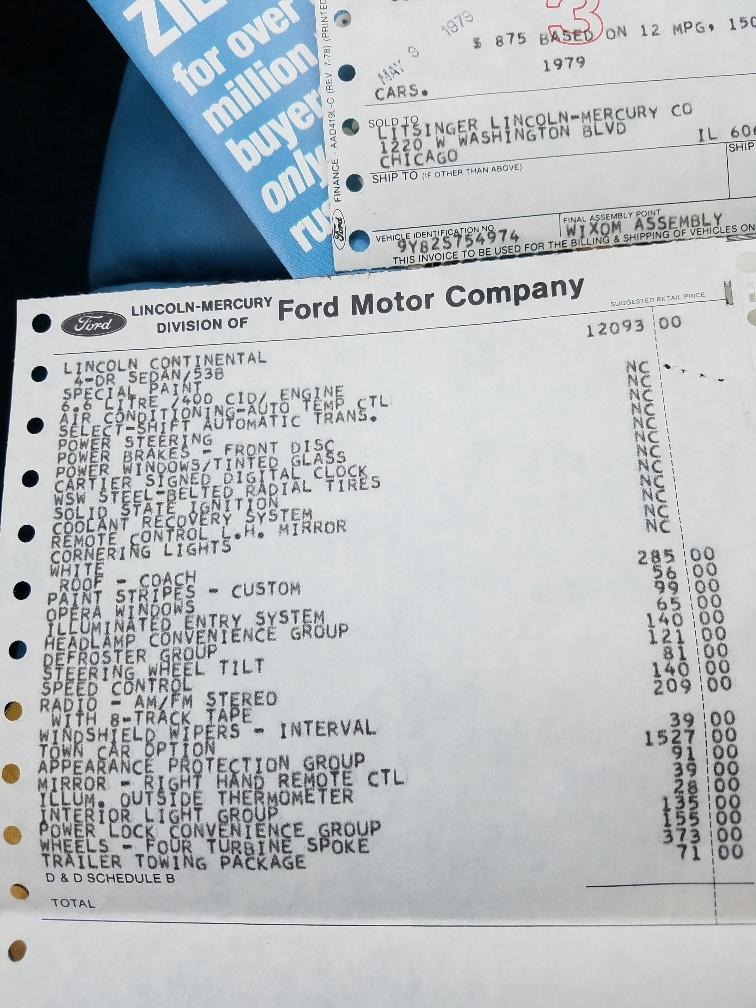 ZIE
for over
million
buyer
only
ru
FINANCE - AAD419L-C (REV. 7-78) (PRINTED
Ford
MAY 9 1979
3
$ 875 BASED ON 12 MPG, 150
1979
CARS.
SOLD TO
LITSINGER LINCOLN-MERCURY CO
1220 W WASHINGTON BLVD
CHICAGO IL 606
SHIP TO (IF OTHER THAN ABOVE) SHIP
VEHICLE IDENTIFICATION NO. FINAL ASSEMBLY POINT
9Y82S754974 WIXOM ASSEMBLY
THIS INVOICE TO BE USED FOR THE BILLING & SHIPPING OF VEHICLES ON
Ford
LINCOLN-MERCURY
DIVISION OF
Ford Motor Company
SUGGESTED RETAIL PRICE
12093 00
LINCOLN CONTINENTAL
4-DR SEDAN/53B
SPECIAL PAINT
6.6 LITRE /400 CID/ ENGINE
AIR CONDITIONING-AUTO TEMP CTL
SELECT-SHIFT AUTOMATIC TRANS.
POWER STEERING
POWER BRAKES - FRONT DISC
POWER WINDOWS/TINTED GLASS
CARTIER SIGNED DIGITAL CLOCK
WSW STEEL-BELTED RADIAL TIRES
SOLID STATE IGNITION
COOLANT RECOVERY SYSTEM
REMOTE CONTROL L.H. MIRROR
CORNERING LIGHTS
WHITE
ROOF - COACH
PAINT STRIPES - CUSTOM
OPERA WINDOWS
ILLUMINATED ENTRY SYSTEM
HEADLAMP CONVENIENCE GROUP
DEFROSTER GROUP
STEERING WHEEL TILT
SPEED CONTROL
RADIO - AM/FM STEREO
WITH 8-TRACK TAPE
WINDSHIELD WIPERS - INTERVAL
TOWN CAR OPTION
APPEARANCE PROTECTION GROUP
MIRROR - RIGHT HAND REMOTE CTL
ILLUM. OUTSIDE THERMOMETER
INTERIOR LIGHT GROUP
POWER LOCK CONVENIENCE GROUP
WHEELS - FOUR TURBINE SPOKE
TRAILER TOWING PACKAGE
NC
NC
NC
NC
NC
NC
NC
NC
NC
NC
NC
NC
285 00
56 00
99 00
65 00
140 00
121 00
81 00
140 00
209 00
39 00
1527 00
91 00
39 00
28 00
135 00
155 00
373 00
71 00
D & D SCHEDULE B
TOTAL